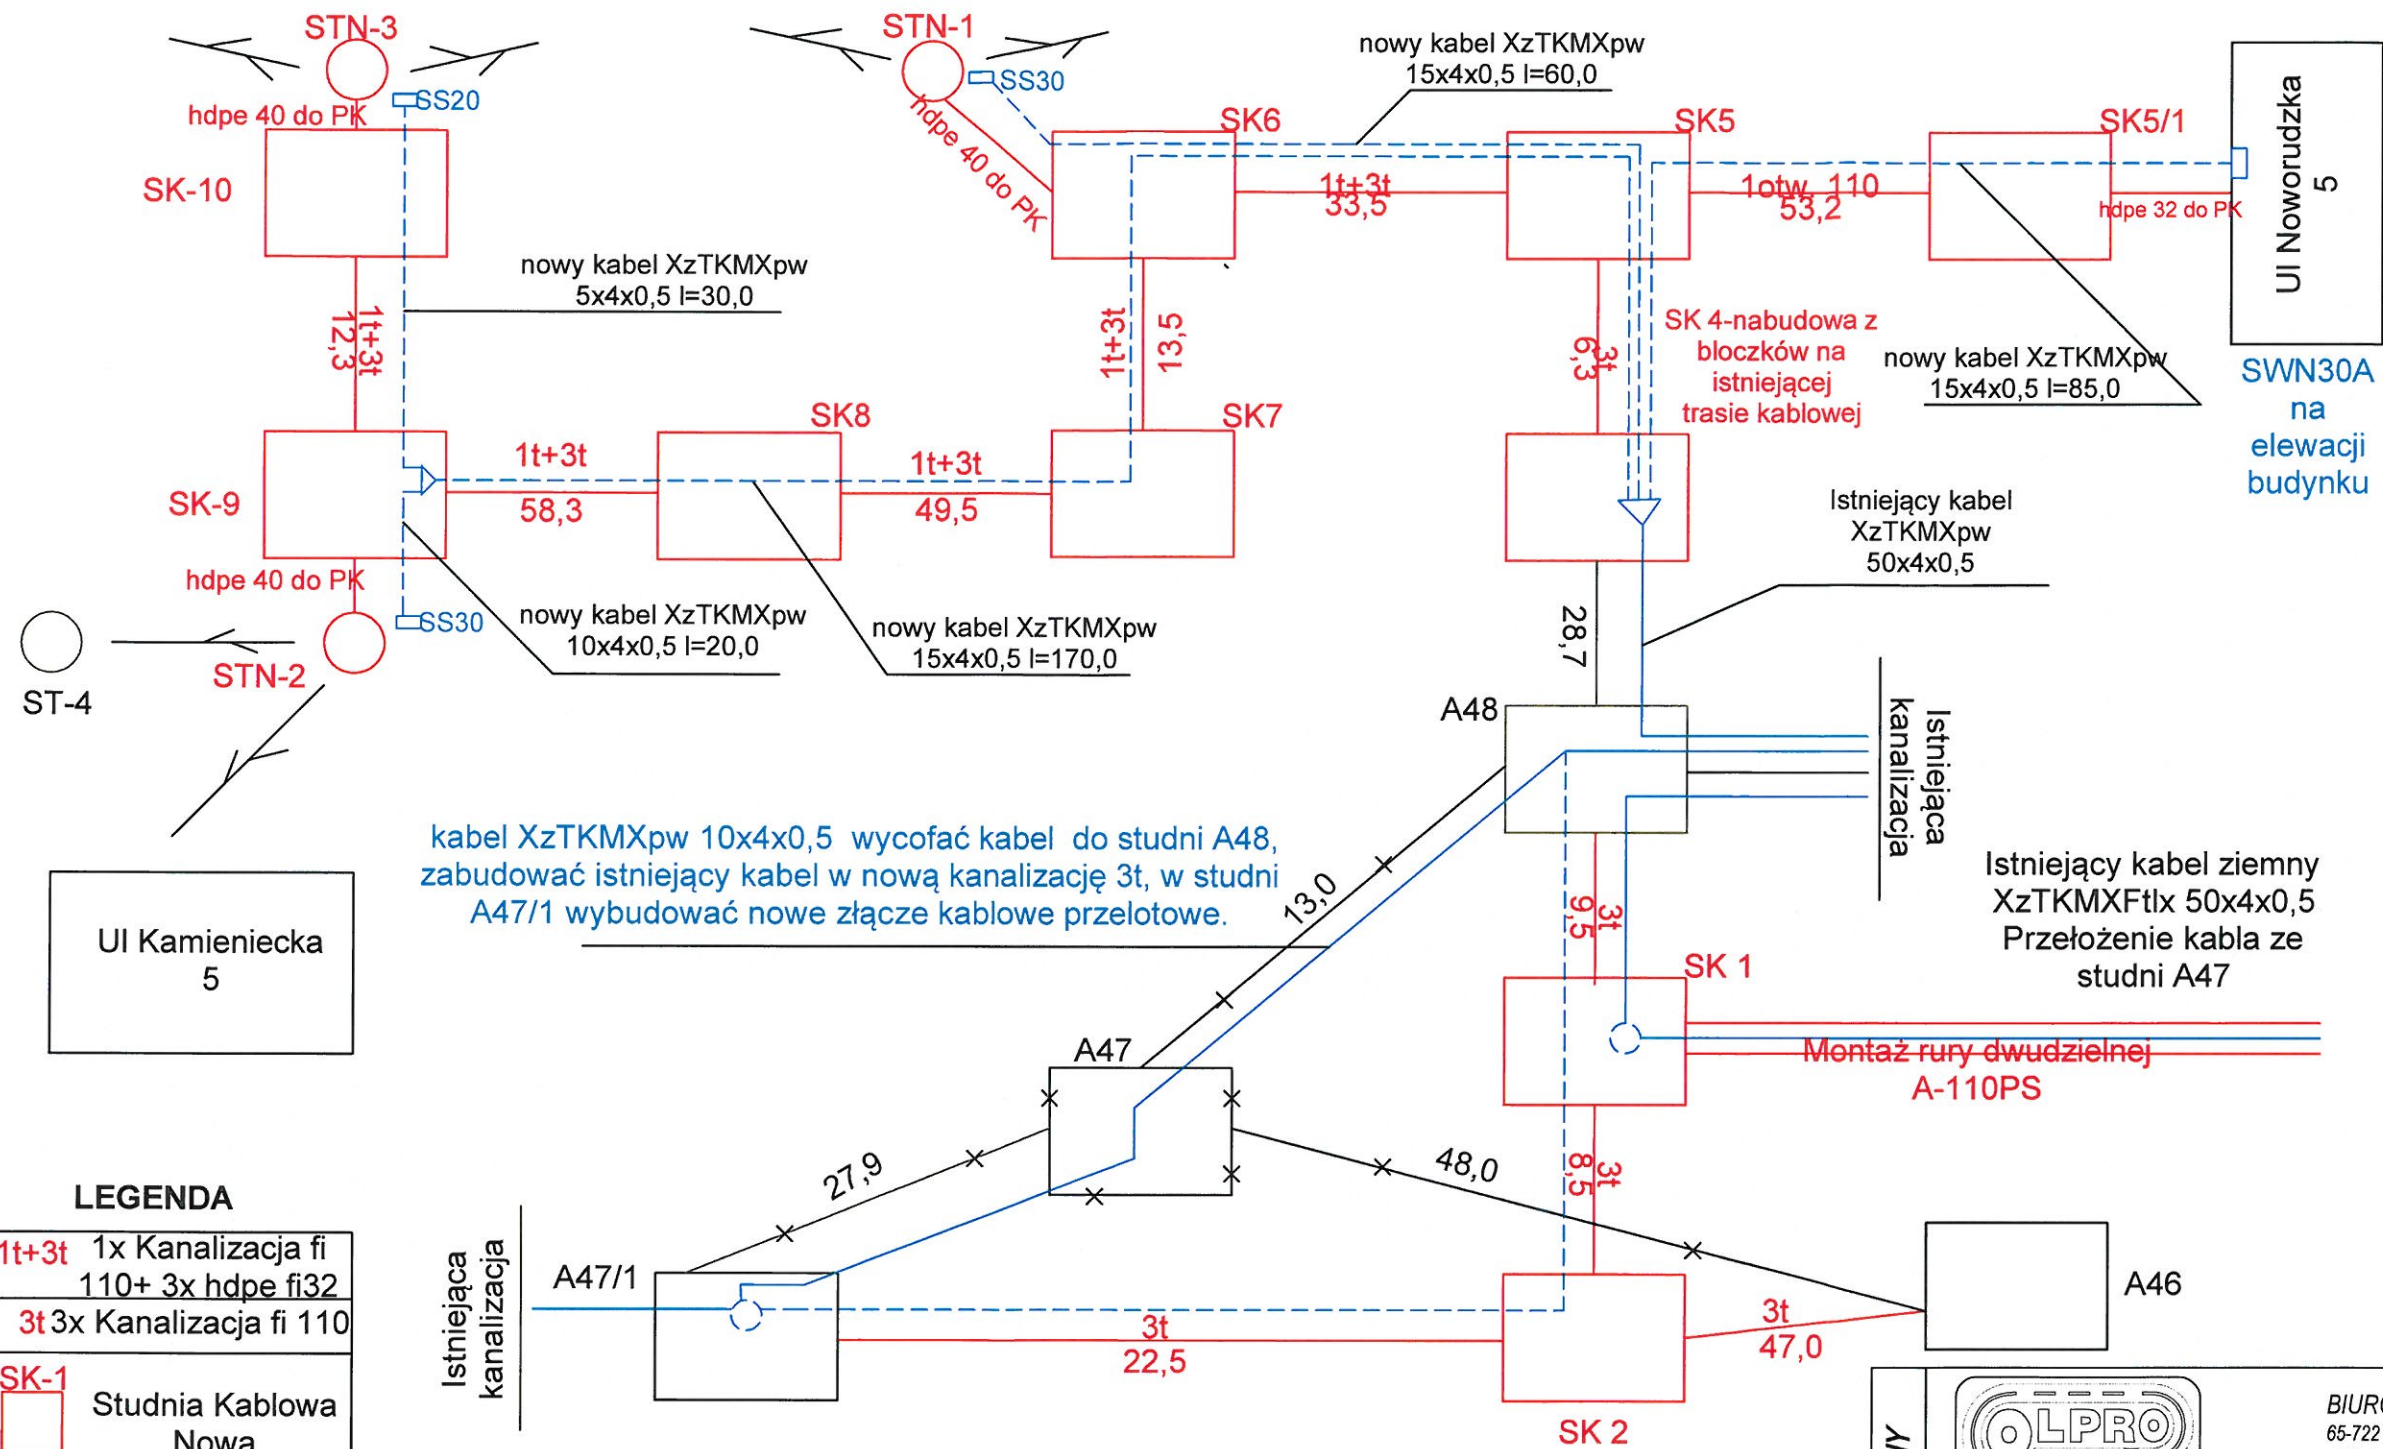 STN-3
STN-1
nowy kabel XzTKMXpw
15x4x0,5 l=60,0
SS20
SS30
hdpe 40 do PK
hdpe 40 do PK
SK-10
SK6
SK5
SK5/1
Ul Noworudzka
5
1t+3t
33,5
1otw 110
53,2
hdpe 32 do PK
nowy kabel XzTKMXpw
5x4x0,5 l=30,0
1t+3t
12,3
1t+3t
13,5
3t
6,3
SK 4-nabudowa z
bloczków na
istniejącej
trasie kablowej
nowy kabel XzTKMXpw
15x4x0,5 l=85,0
SWN30A
na
elewacji
budynku
SK8
SK7
SK-9
1t+3t
58,3
1t+3t
49,5
Istniejący kabel
XzTKMXpw
50x4x0,5
hdpe 40 do PK
SS30
nowy kabel XzTKMXpw
10x4x0,5 l=20,0
nowy kabel XzTKMXpw
15x4x0,5 l=170,0
28,7
STN-2
ST-4
A48
Istniejąca
kanalizacja
kabel XzTKMXpw 10x4x0,5 wycofać kabel do studni A48,
zabudować istniejący kabel w nową kanalizację 3t, w studni
A47/1 wybudować nowe złącze kablowe przelotowe.
13,0
3t
9,5
Istniejący kabel ziemny
XzTKMXFtlx 50x4x0,5
Przełożenie kabla ze
studni A47
Ul Kamieniecka
5
SK 1
A47
Montaż rury dwudzielnej
A-110PS
27,9
48,0
3t
8,5
LEGENDA
1t+3t 1x Kanalizacja fi
110+ 3x hdpe fi32
3t 3x Kanalizacja fi 110
SK-1
Studnia Kablowa
Nowa
Istniejąca
kanalizacja
A47/1
3t
22,5
3t
47,0
A46
SK 2
OLPRO
BIURO
65-722